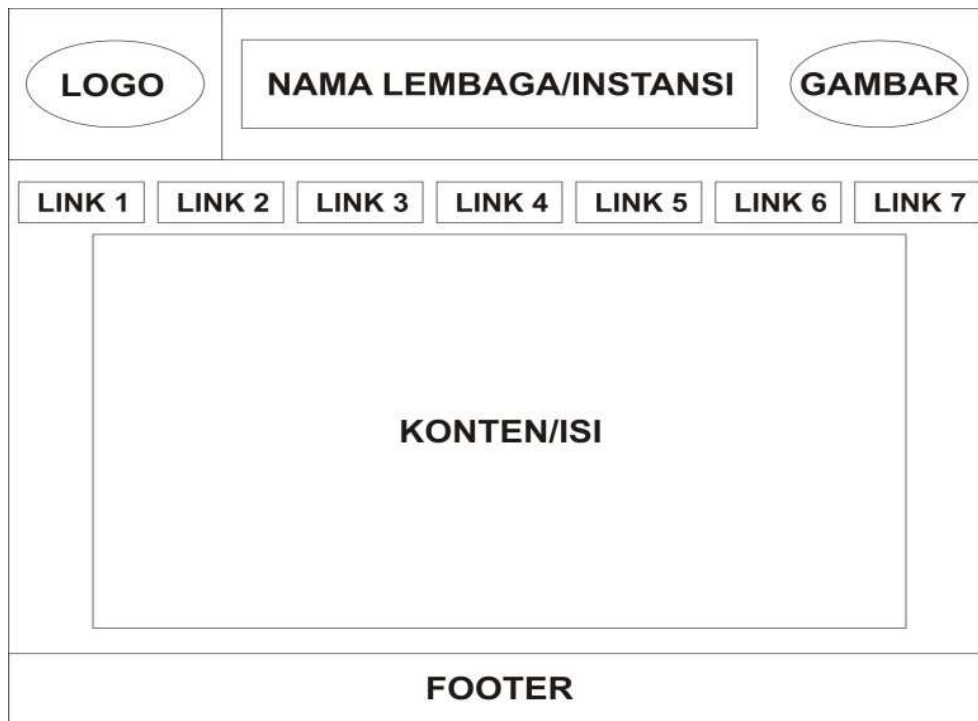 LOGO
NAMA LEMBAGA/INSTANSI
GAMBAR
LINK 1
LINK 2
LINK 3
LINK 4
LINK 5
LINK 6
LINK 7
KONTEN/ISI
FOOTER